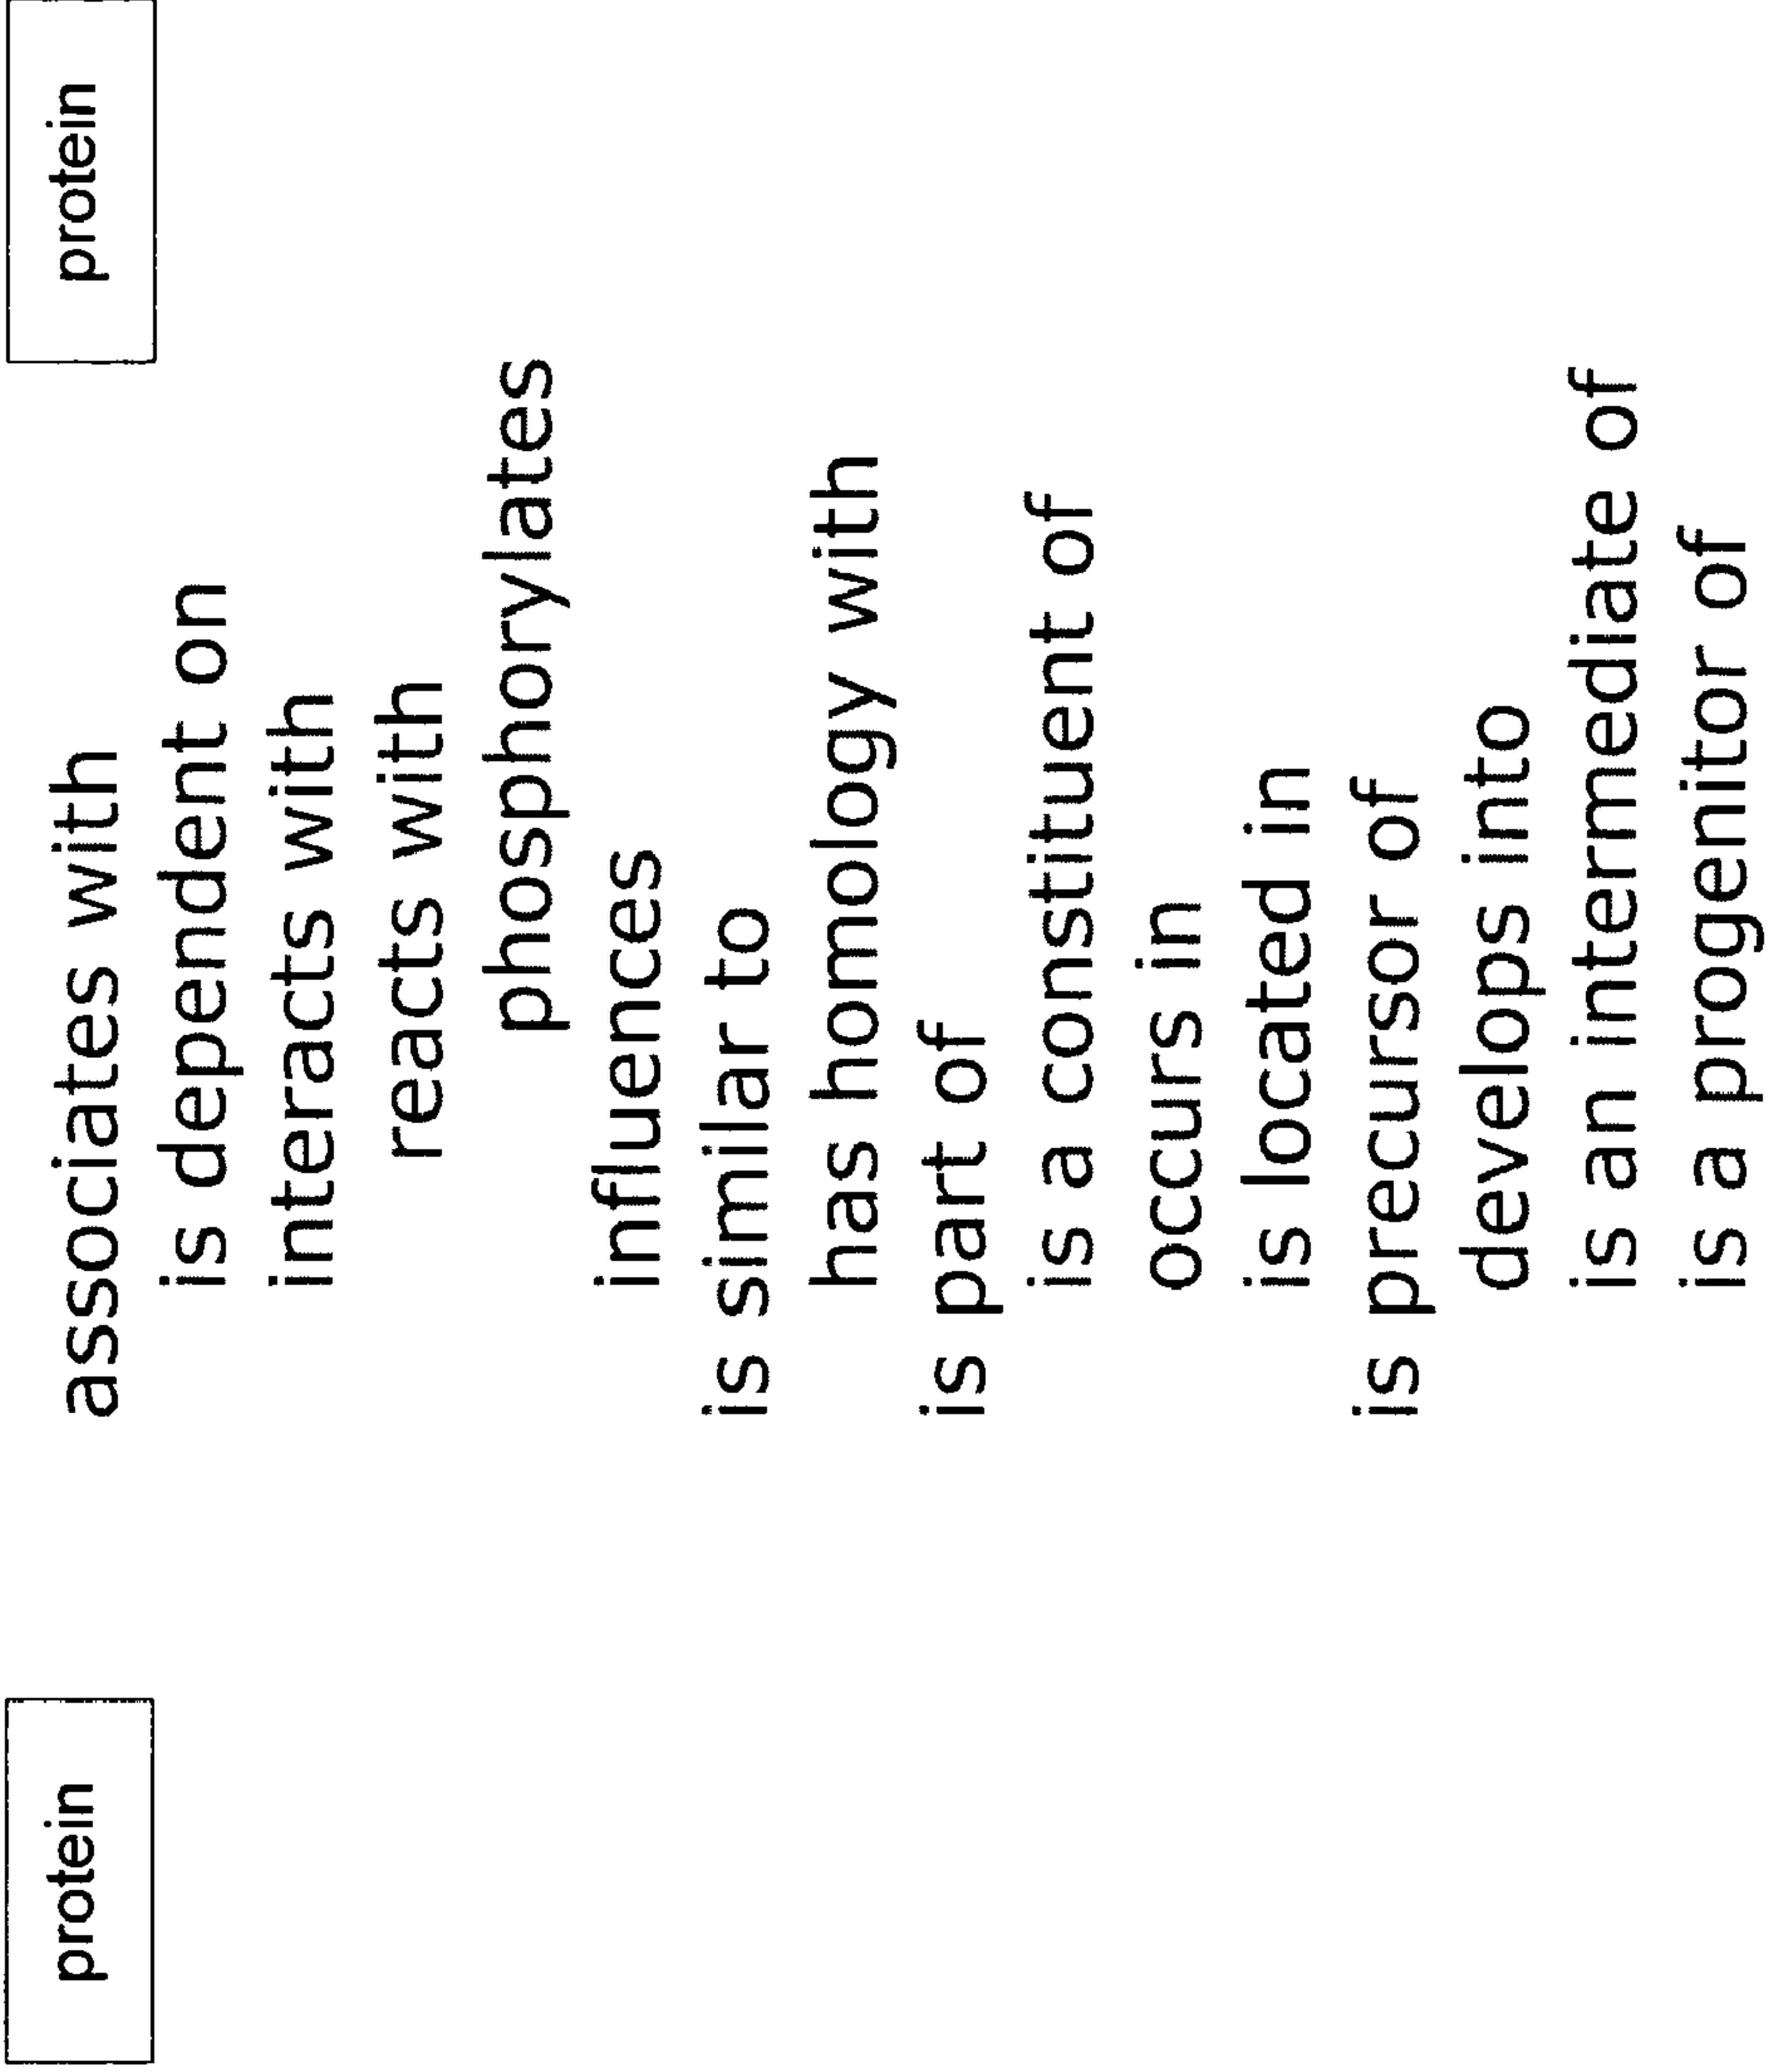 protein
associates with
protein
is dependent on
interacts with
reacts with
phosphorylates
influences
is similar to
has homology with
is part of
is a constituent of
occurs in
is located in
is precursor of
develops into
is an intermediate of
is a progenitor of